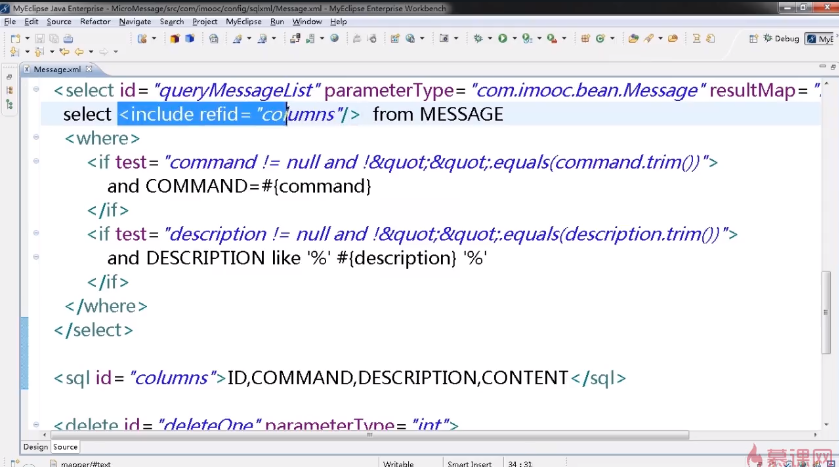 MyEclipse Java Enterprise - MicroMessage/src/com/imooc/config/sqlxml/Message.xml - MyEclipse Enterprise Workbench
File Edit Source Refactor Navigate Search Project MyEclipse Run Window Help
Debug MyEc
Message.xml
<select id="queryMessageList" parameterType="com.imooc.bean.Message" resultMap="
select <include refid="columns"/> from MESSAGE
<where>
<if test="command != null and !&quot;&quot;.equals(command.trim())">
and COMMAND=#{command}
</if>
<if test="description != null and !&quot;&quot;.equals(description.trim())">
and DESCRIPTION like '%' #{description} '%'
</if>
</where>
</select>
<sql id="columns">ID,COMMAND,DESCRIPTION,CONTENT</sql>
<delete id="deleteOne" parameterType="int">
Design Source
mapper/#text Writable Smart Insert 34 : 31
慕课网